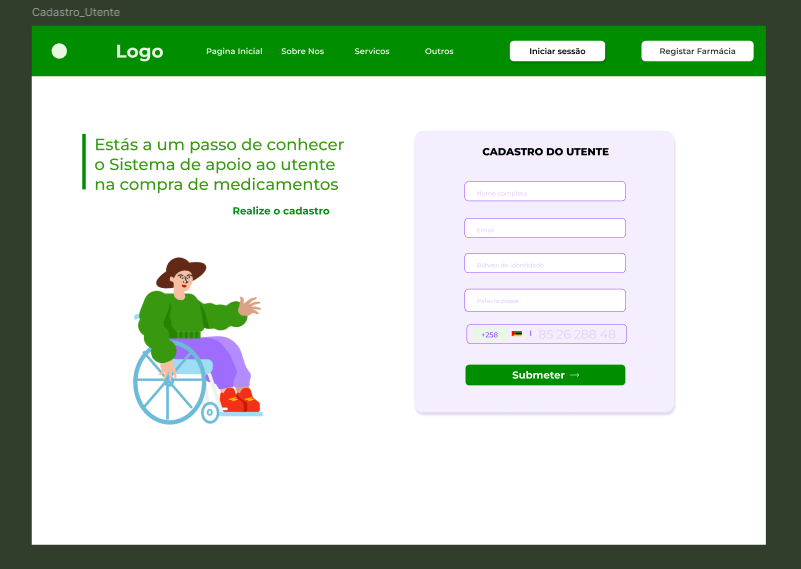 Cadastro_Utente
Logo
Pagina Inicial
Sobre Nos
Servicos
Outros
Iniciar sessão
Registar Farmácia
Estás a um passo de conhecer
o Sistema de apoio ao utente
na compra de medicamentos
Realize o cadastro
CADASTRO DO UTENTE
Nome completo
Email
Bilhete de identidade
Palavra passe
+258
85 26 288 48
Submeter →